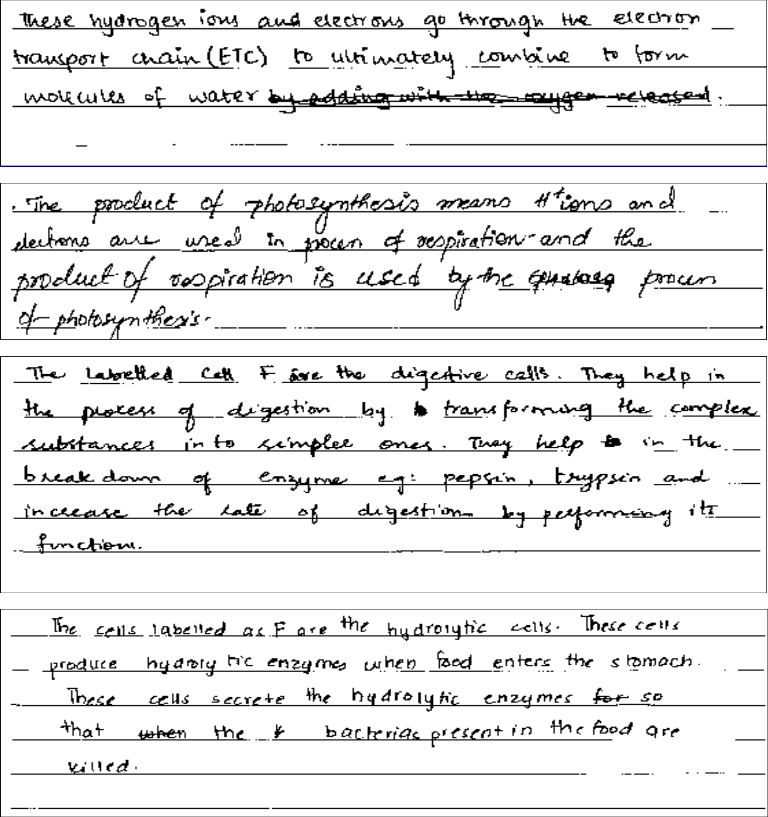 These hydrogen ions and electrons go through the electron
transport chain (ETC) to ultimately combine to form
molecules of water by adding with the oxygen released.
. The product of photosynthesis means H+ ions and
electrons are used in process of respiration and the
product of respiration is used by the process
of photosynthesis.
The labelled cell F are the digestive cells. They help in
the process of digestion by transforming the complex
substances in to simpler ones. They help in the
break down of enzyme eg: pepsin, trypsin and
increase the rate of digestion by performing its
function.
The cells labelled as F are the hydrolytic cells. These cells
produce hydrolytic enzymes when food enters the stomach.
These cells secrete the hydrolytic enzymes for so
that when the bacterias present in the food are
killed.